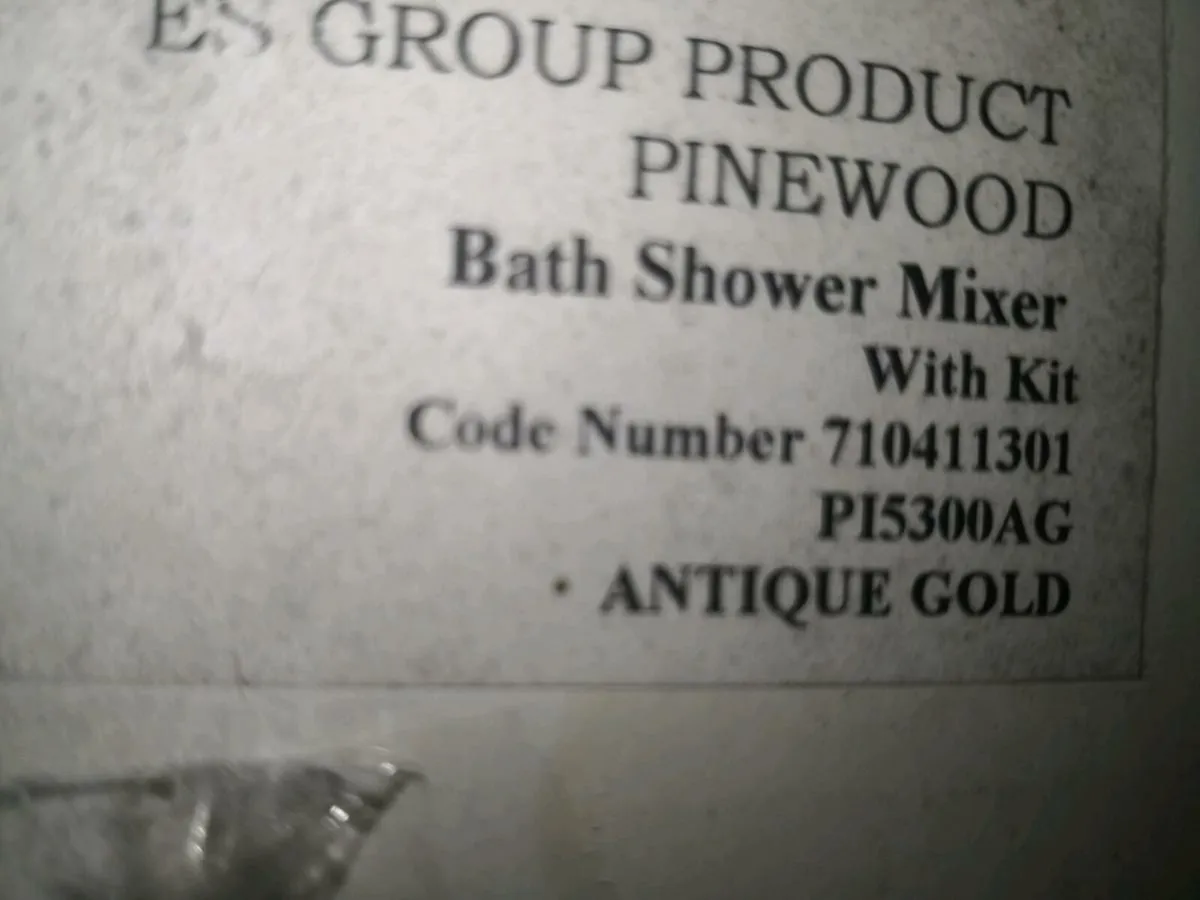 ES GROUP PRODUCT
PINEWOOD
Bath Shower Mixer
With Kit
Code Number 710411301
PI5300AG
· ANTIQUE GOLD